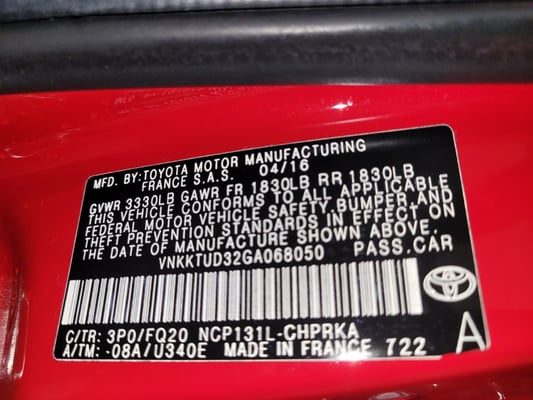 MFD. BY: TOYOTA MOTOR MANUFACTURING
FRANCE S.A.S. 04/16
GVWR 3330LB GAWR FR 1830LB RR 1830LB
THIS VEHICLE CONFORMS TO ALL APPLICABLE
FEDERAL MOTOR VEHICLE SAFETY, BUMPER, AND
THEFT PREVENTION STANDARDS IN EFFECT ON
THE DATE OF MANUFACTURE SHOWN ABOVE.
VNKKTUD32GA068050 PASS.CAR
C/TR: 3P0/FQ20 NCP131L-CHPRKA
A/TM: -08A/U340E MADE IN FRANCE 722 A